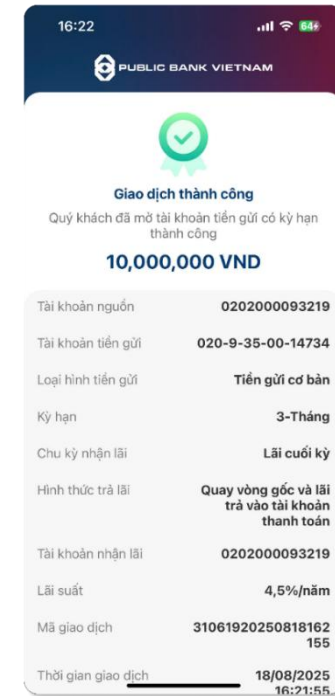 16:22
64
PUBLIC BANK VIETNAM
Giao dịch thành công
Quý khách đã mở tài khoản tiền gửi có kỳ hạn
thành công
10,000,000 VND
Tài khoản nguồn 0202000093219
Tài khoản tiền gửi 020-9-35-00-14734
Loại hình tiền gửi Tiền gửi cơ bản
Kỳ hạn 3-Tháng
Chu kỳ nhận lãi Lãi cuối kỳ
Hình thức trả lãi Quay vòng gốc và lãi
trả vào tài khoản
thanh toán
Tài khoản nhận lãi 0202000093219
Lãi suất 4,5%/năm
Mã giao dịch 31061920250818162
155
Thời gian giao dịch 18/08/2025
16:21:55